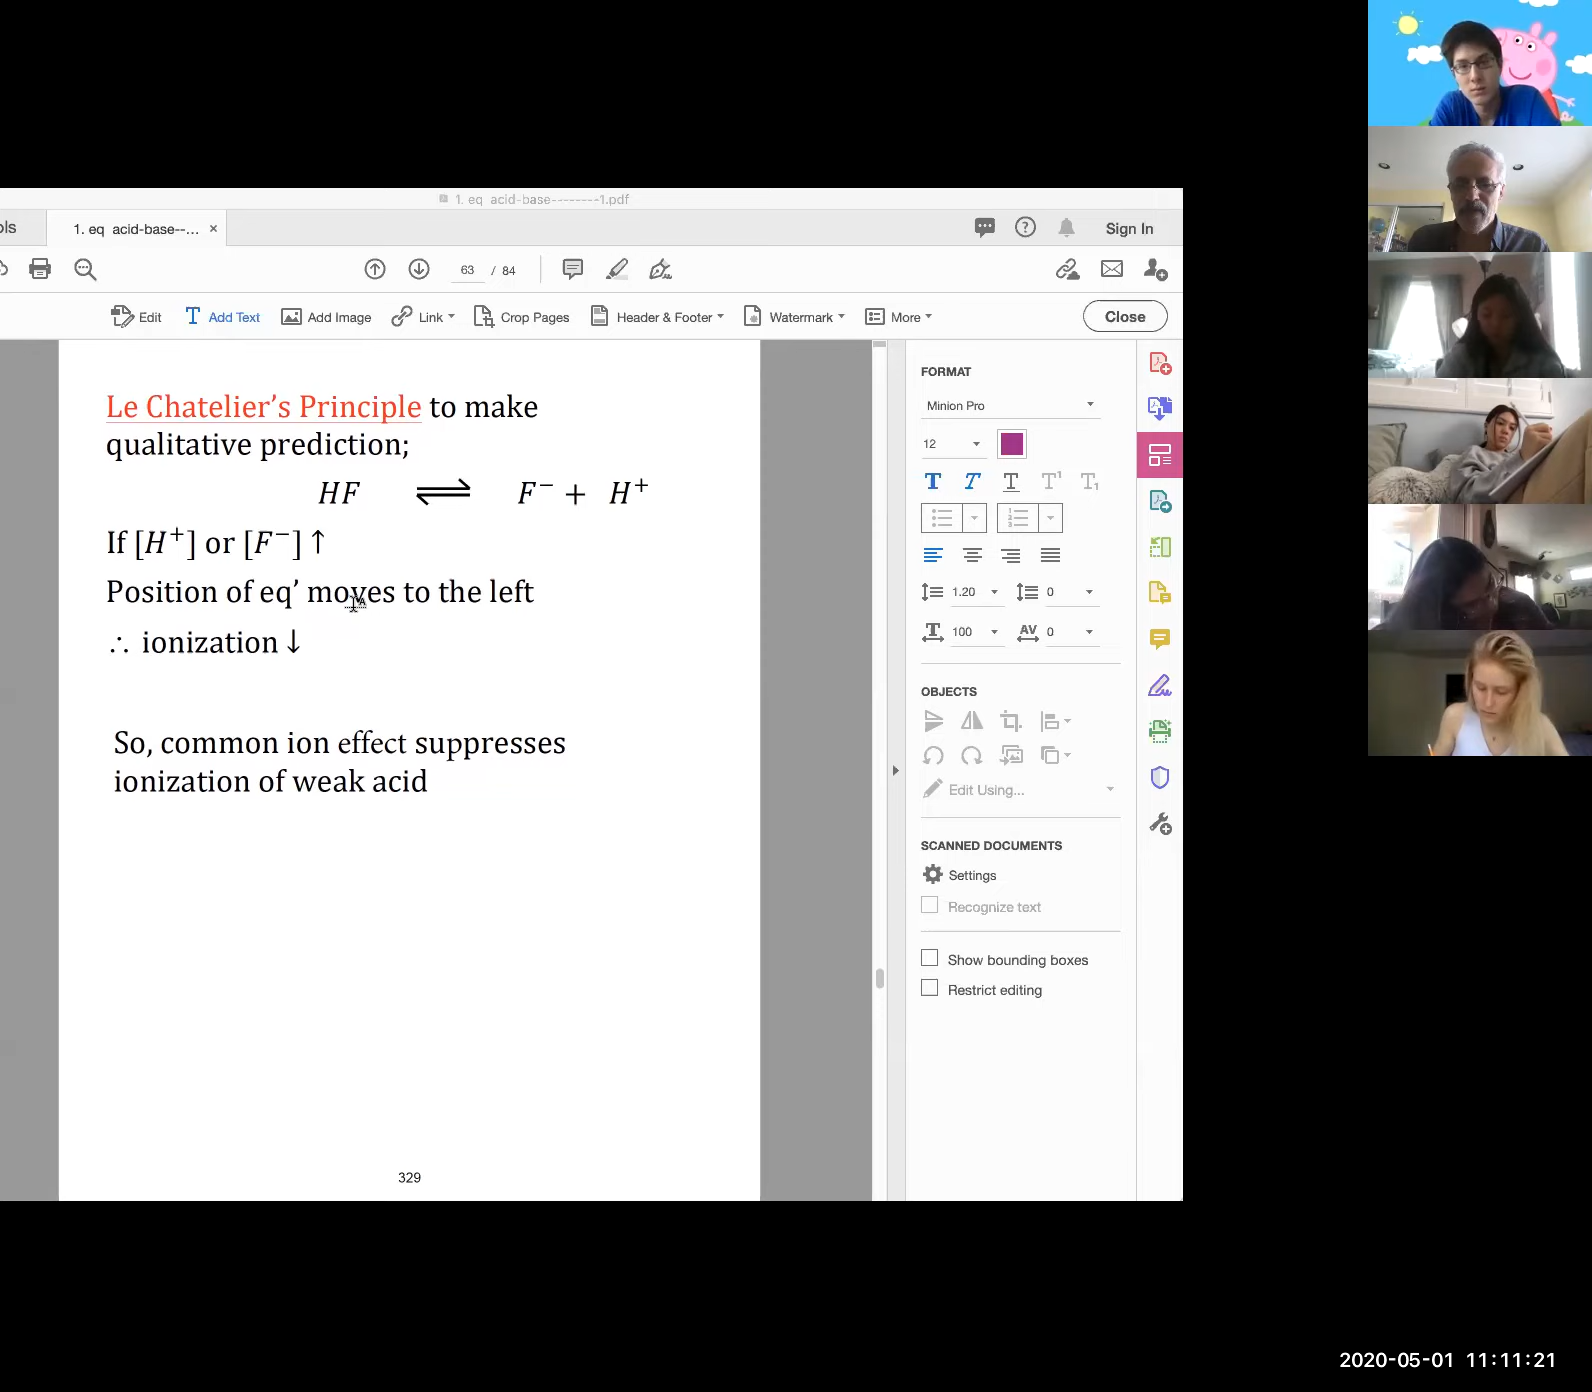 1. eq acid-base--------1.pdf
ols
1. eq acid-base--... ×
Sign In
63 / 84
Edit
Add Text
Add Image
Link
Crop Pages
Header & Footer
Watermark
More
Close
Le Chatelier's Principle to make
qualitative prediction;
HF ⇌ F⁻ + H⁺
If [H⁺] or [F⁻] ↑
Position of eq' moves to the left
∴ ionization ↓
So, common ion effect suppresses
ionization of weak acid
329
FORMAT
Minion Pro
12
T T T T¹ T₁
1.20 0
100 AV 0
OBJECTS
Edit Using...
SCANNED DOCUMENTS
Settings
Recognize text
Show bounding boxes
Restrict editing
2020-05-01 11:11:21